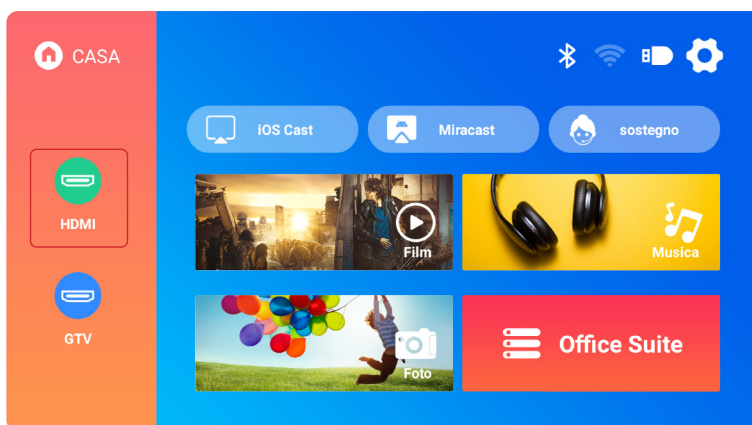 CASA
iOS Cast
Miracast
sostegno
HDMI
Film
Musica
GTV
Foto
Office Suite